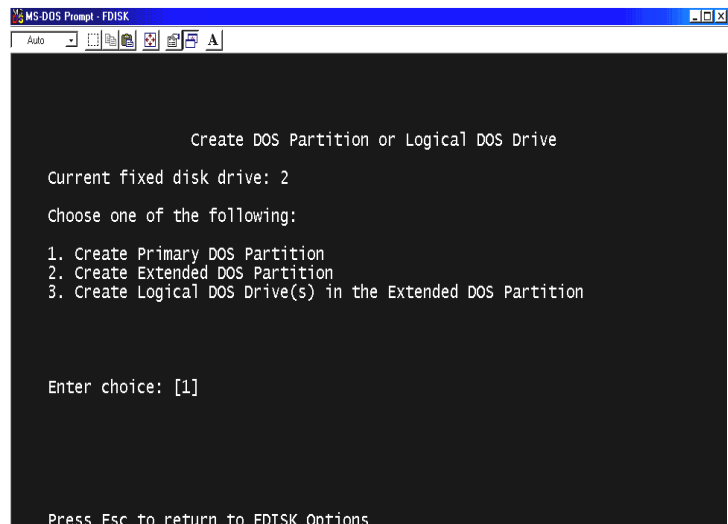 MS-DOS Prompt - FDISK
Auto
A
Create DOS Partition or Logical DOS Drive
Current fixed disk drive: 2
Choose one of the following:
1. Create Primary DOS Partition
2. Create Extended DOS Partition
3. Create Logical DOS Drive(s) in the Extended DOS Partition
Enter choice: [1]
Press Esc to return to FDISK Options